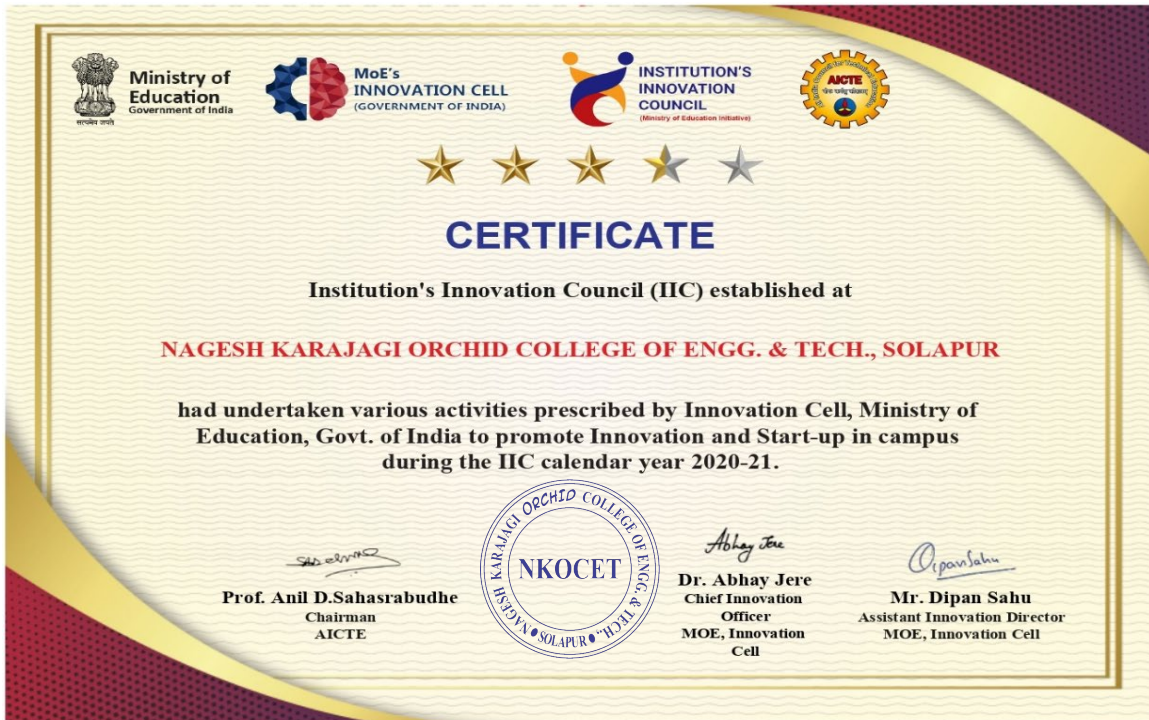 Ministry of
Education
Government of India
सत्यमेव जयते
MoE's
INNOVATION CELL
(GOVERNMENT OF INDIA)
INSTITUTION'S
INNOVATION
COUNCIL
(Ministry of Education Initiative)
AICTE
CERTIFICATE
Institution's Innovation Council (IIC) established at
NAGESH KARAJAGI ORCHID COLLEGE OF ENGG. & TECH., SOLAPUR
had undertaken various activities prescribed by Innovation Cell, Ministry of
Education, Govt. of India to promote Innovation and Start-up in campus
during the IIC calendar year 2020-21.
NAGESH KARAJAGI ORCHID COLLEGE OF ENGG. & TECH.,
SOLAPUR
NKOCET
Prof. Anil D.Sahasrabudhe
Chairman
AICTE
Abhay Jere
Dr. Abhay Jere
Chief Innovation
Officer
MOE, Innovation
Cell
Dipan Sahu
Mr. Dipan Sahu
Assistant Innovation Director
MOE, Innovation Cell